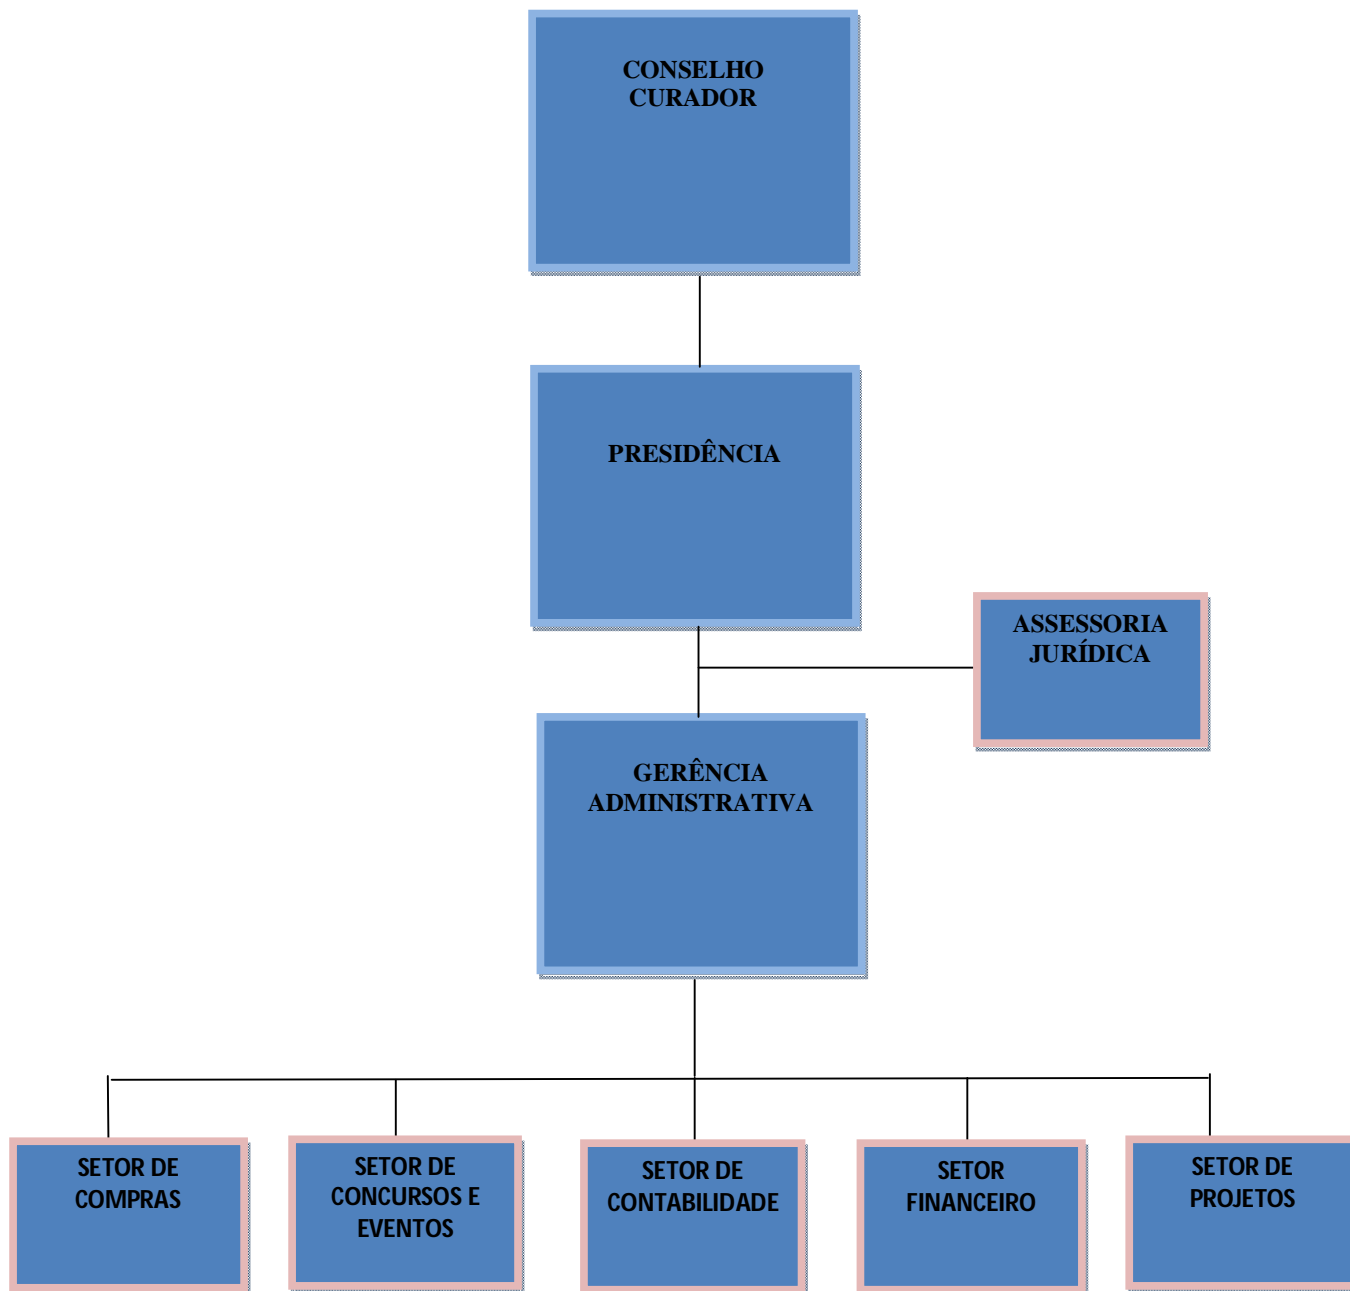 CONSELHO
CURADOR
PRESIDÊNCIA
ASSESSORIA
JURÍDICA
GERÊNCIA
ADMINISTRATIVA
SETOR DE
COMPRAS
SETOR DE
CONCURSOS E
EVENTOS
SETOR DE
CONTABILIDADE
SETOR
FINANCEIRO
SETOR DE
PROJETOS